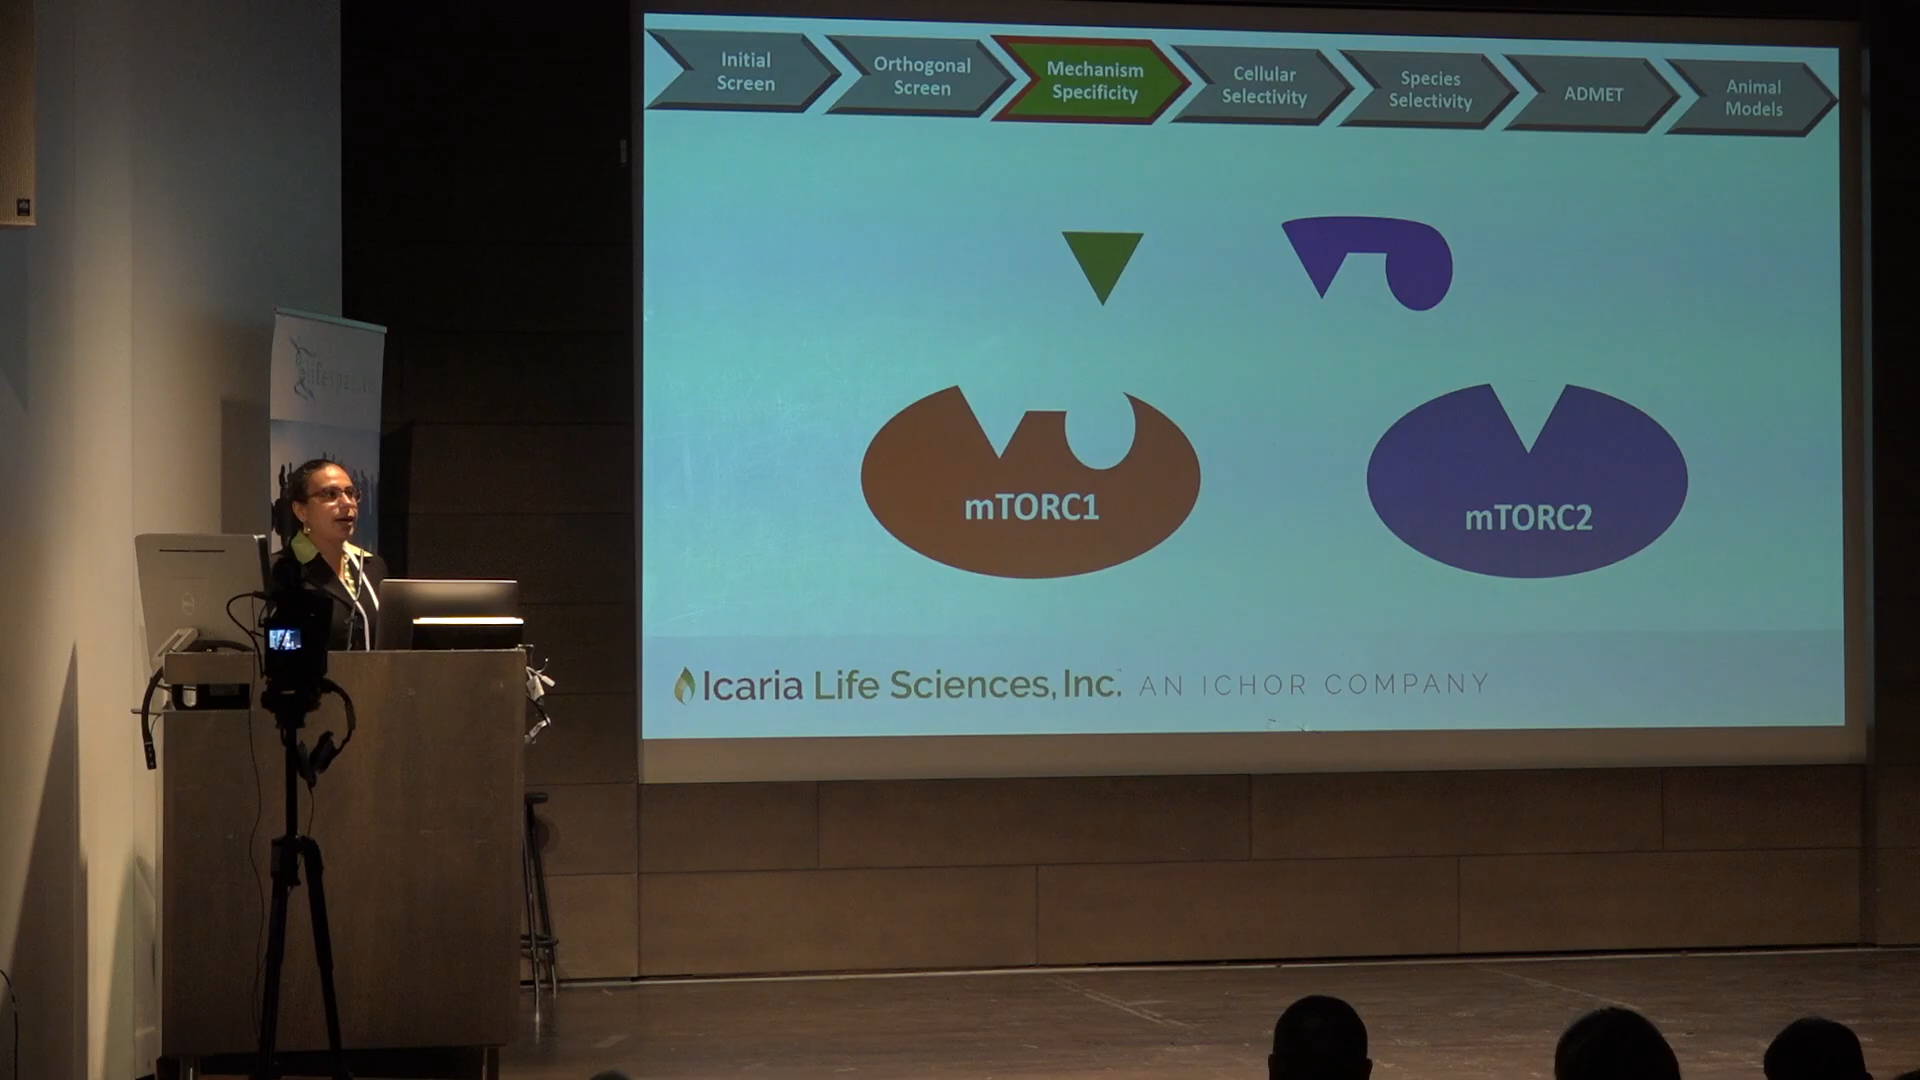 Initial
Screen
Orthogonal
Screen
Mechanism
Specificity
Cellular
Selectivity
Species
Selectivity
ADMET
Animal
Models
mTORC1
mTORC2
Icaria Life Sciences, Inc. AN ICHOR COMPANY